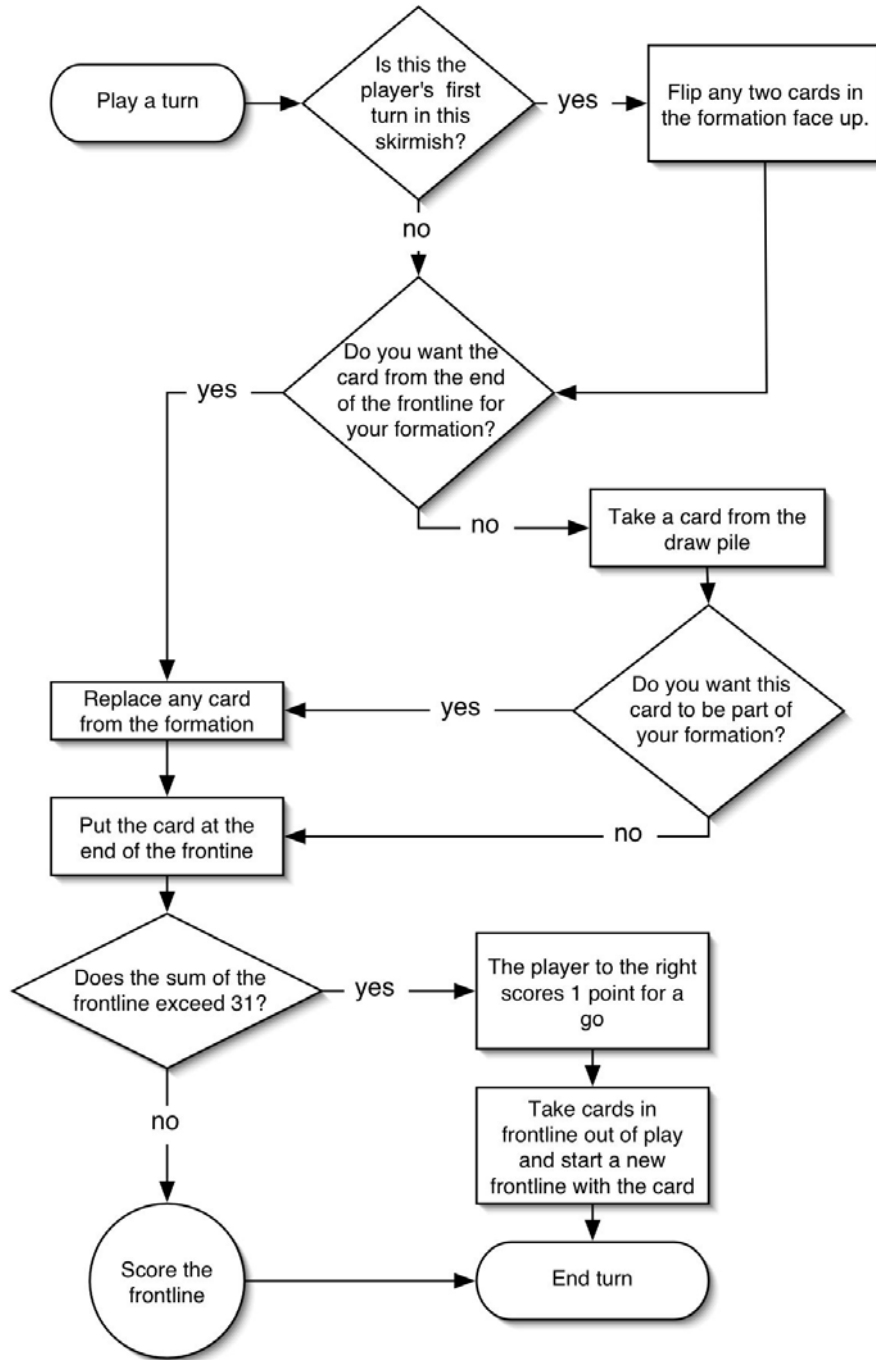 Play a turn
Is this the
player's first
turn in this
skirmish?
yes
Flip any two cards in
the formation face up.
no
Do you want the
card from the end
of the frontline for
your formation?
yes
no
Take a card from the
draw pile
Do you want this
card to be part of
your formation?
yes
Replace any card
from the formation
no
Put the card at the
end of the frontine
Does the sum of the
frontline exceed 31?
yes
The player to the right
scores 1 point for a
go
no
Take cards in
frontline out of play
and start a new
frontline with the card
Score the
frontline
End turn